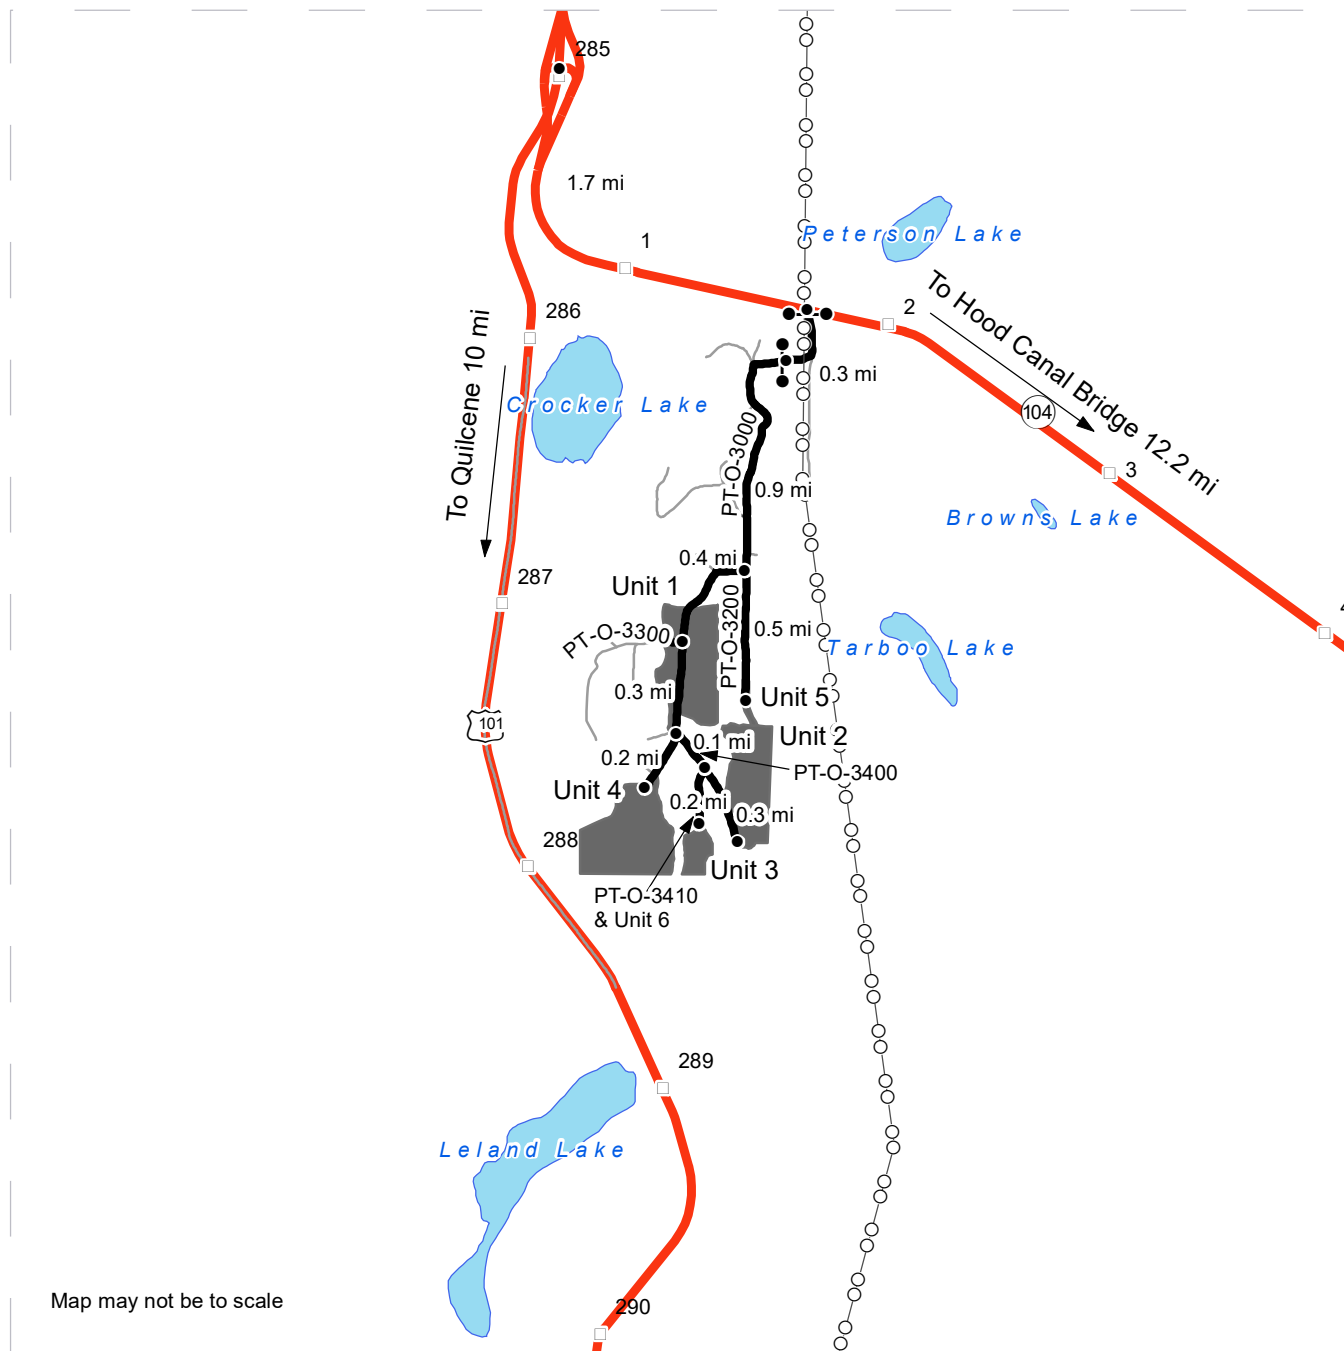 285
1.7 mi
1
Peterson Lake
286
2
To Hood Canal Bridge 12.2 mi
To Quilcene 10 mi
0.3 mi
Crocker Lake
104
PT-O-3000
3
0.9 mi
Browns Lake
0.4 mi
287
Unit 1
PT-O-3200
0.5 mi
PT-O-3300
Tarboo Lake
0.3 mi
Unit 5
101
0.1 mi
Unit 2
0.2 mi
PT-O-3400
Unit 4
0.2 mi
0.3 mi
288
Unit 3
PT-O-3410
& Unit 6
289
Leland Lake
Map may not be to scale
290